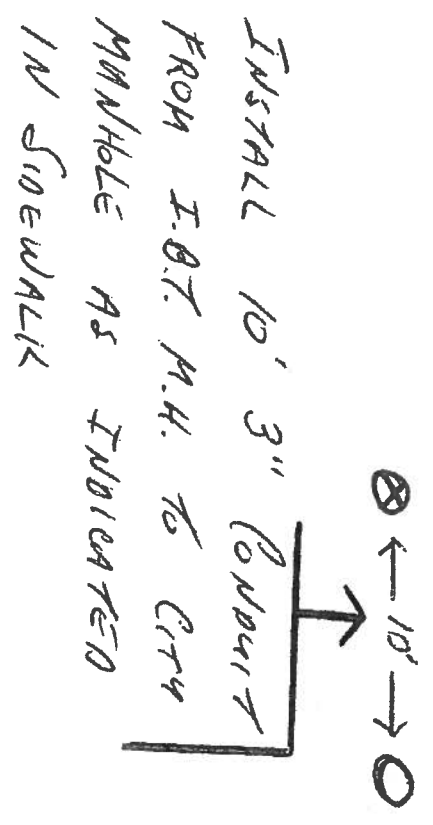 10'
INSTALL 10' 3" CONDUIT
FROM I.B.T. M.H. TO CITY
MANHOLE AS INDICATED
IN SIDEWALK